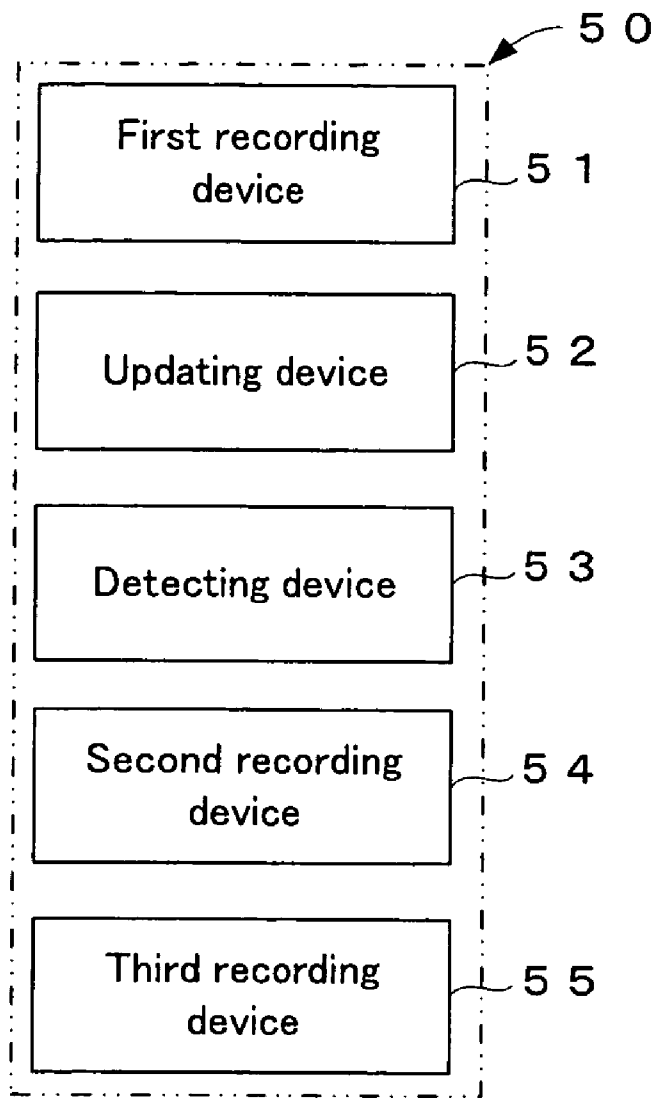 ５０
First recording
device
５１
Updating device
５２
Detecting device
５３
Second recording
device
５４
Third recording
device
５５